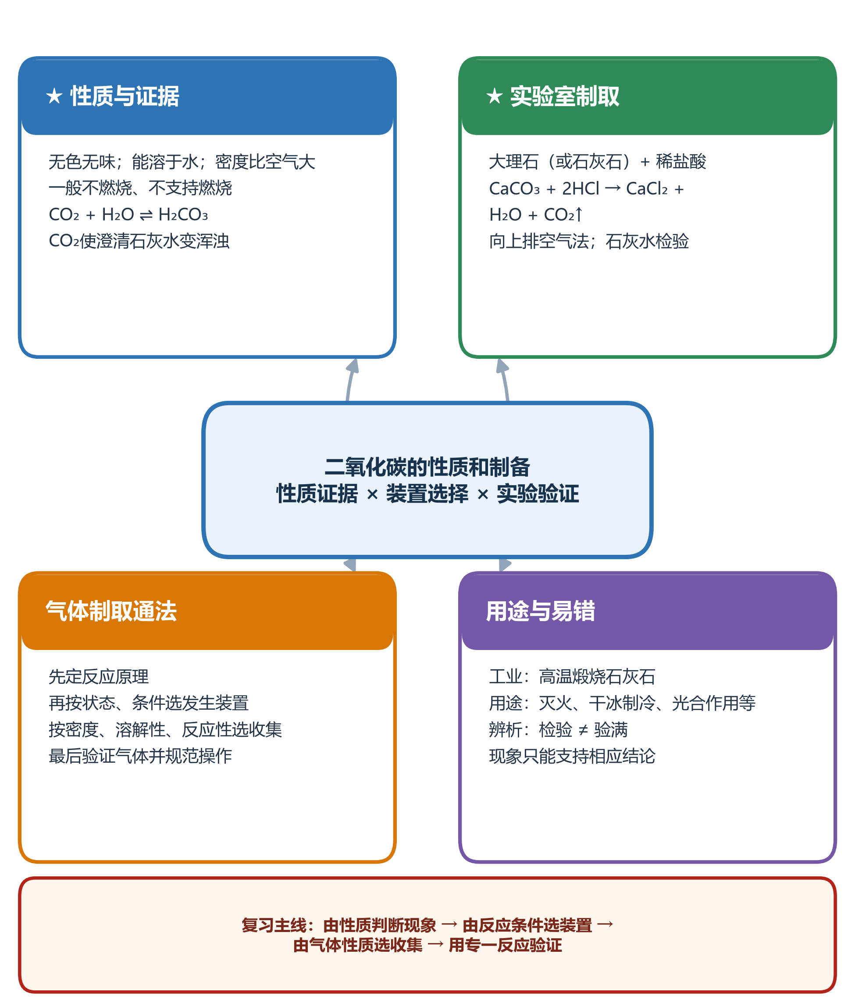 ★ 性质与证据
无色无味；能溶于水；密度比空气大
一般不燃烧、不支持燃烧
CO₂ + H₂O ⇌ H₂CO₃
CO₂使澄清石灰水变浑浊
★ 实验室制取
大理石（或石灰石）+ 稀盐酸
CaCO₃ + 2HCl → CaCl₂ +
H₂O + CO₂↑
向上排空气法；石灰水检验
二氧化碳的性质和制备
性质证据 × 装置选择 × 实验验证
气体制取通法
先定反应原理
再按状态、条件选发生装置
按密度、溶解性、反应性选收集
最后验证气体并规范操作
用途与易错
工业：高温煅烧石灰石
用途：灭火、干冰制冷、光合作用等
辨析：检验 ≠ 验满
现象只能支持相应结论
复习主线：由性质判断现象 → 由反应条件选装置 →
由气体性质选收集 → 用专一反应验证